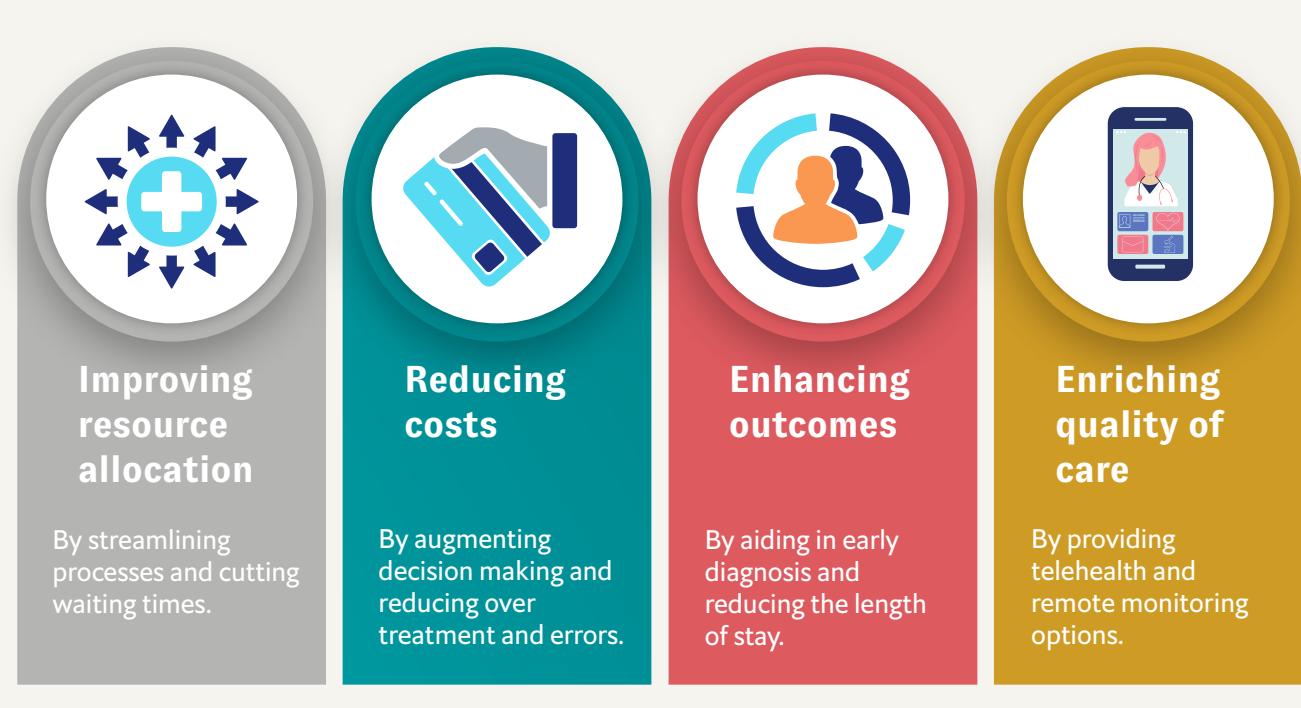 Improving
resource
allocation
By streamlining
processes and cutting
waiting times.
Reducing
costs
By augmenting
decision making and
reducing over
treatment and errors.
Enhancing
outcomes
By aiding in early
diagnosis and
reducing the length
of stay.
Enriching
quality of
care
By providing
telehealth and
remote monitoring
options.